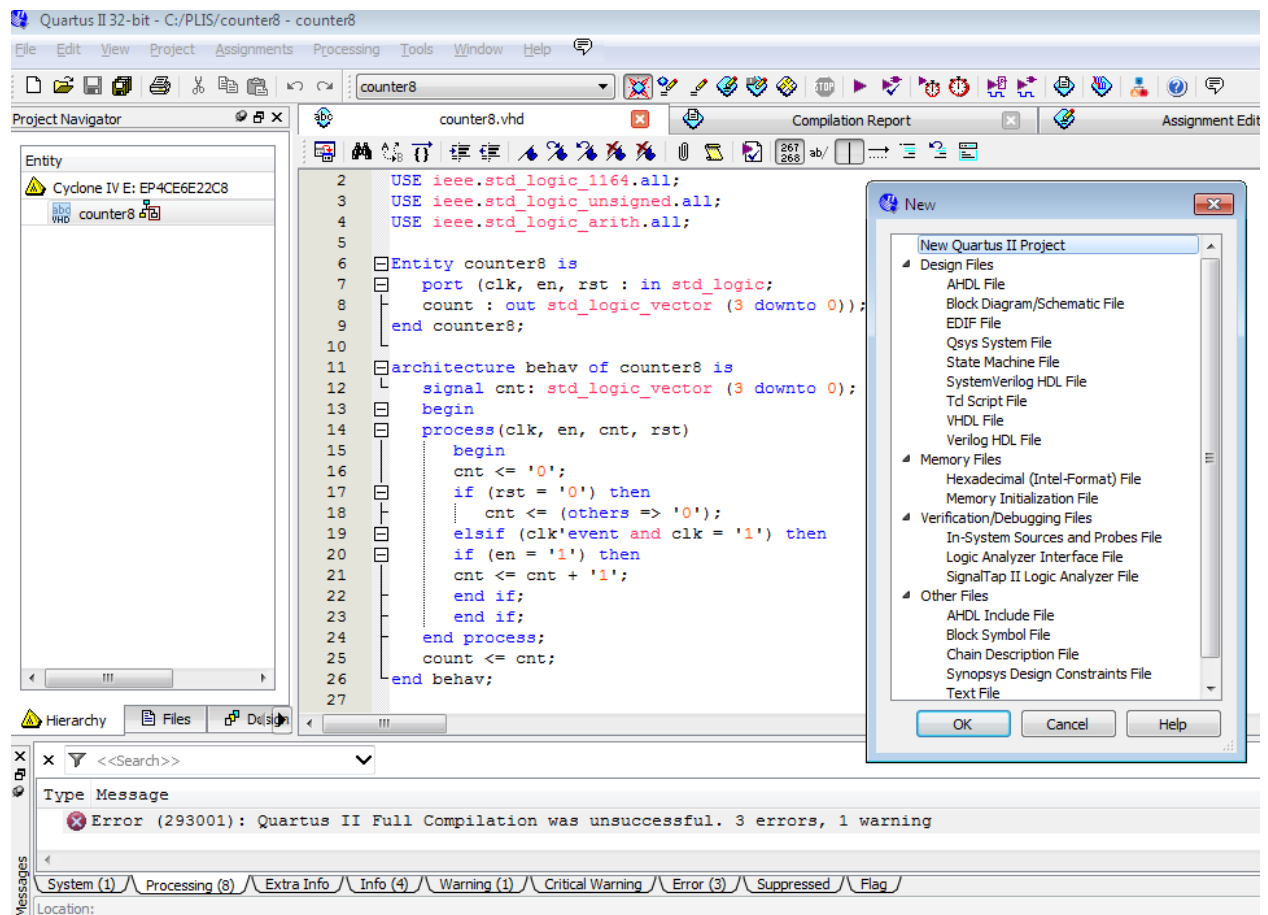 Quartus II 32-bit - C:/PLIS/counter8 - counter8
File Edit View Project Assignments Processing Tools Window Help
counter8
Project Navigator
counter8.vhd
Compilation Report
Assignment Edit
Entity
Cyclone IV E: EP4CE6E22C8
counter8
Hierarchy
Files
267
268
ab/
2 USE ieee.std_logic_1164.all;
3 USE ieee.std_logic_unsigned.all;
4 USE ieee.std_logic_arith.all;
5
6 Entity counter8 is
7 port (clk, en, rst : in std_logic;
8 count : out std_logic_vector (3 downto 0));
9 end counter8;
10
11 architecture behav of counter8 is
12 signal cnt: std_logic_vector (3 downto 0);
13 begin
14 process(clk, en, cnt, rst)
15 begin
16 cnt <= '0';
17 if (rst = '0') then
18 cnt <= (others => '0');
19 elsif (clk'event and clk = '1') then
20 if (en = '1') then
21 cnt <= cnt + '1';
22 end if;
23 end if;
24 end process;
25 count <= cnt;
26 end behav;
27
New
New Quartus II Project
Design Files
AHDL File
Block Diagram/Schematic File
EDIF File
Qsys System File
State Machine File
SystemVerilog HDL File
Tcl Script File
VHDL File
Verilog HDL File
Memory Files
Hexadecimal (Intel-Format) File
Memory Initialization File
Verification/Debugging Files
In-System Sources and Probes File
Logic Analyzer Interface File
SignalTap II Logic Analyzer File
Other Files
AHDL Include File
Block Symbol File
Chain Description File
Synopsys Design Constraints File
Text File
OK Cancel Help
<<Search>>
Type Message
Error (293001): Quartus II Full Compilation was unsuccessful. 3 errors, 1 warning
System (1) Processing (8) Extra Info Info (4) Warning (1) Critical Warning Error (3) Suppressed Flag
Messages
Location: